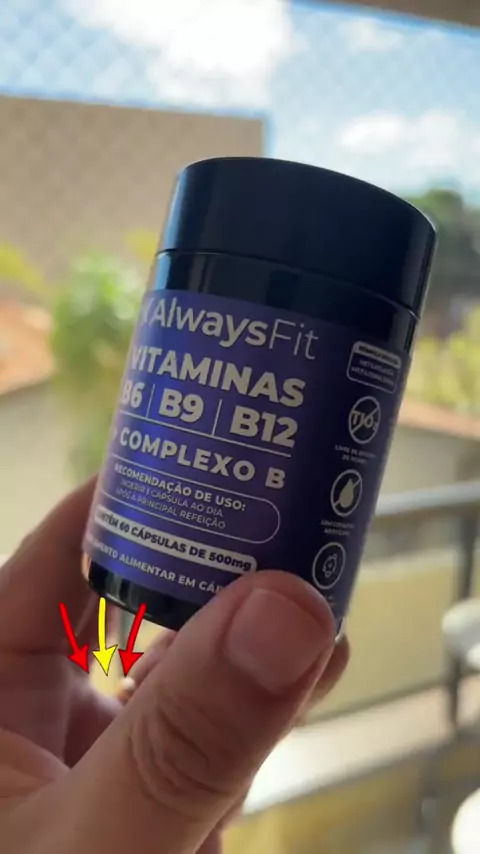 AlwaysFit
VITAMINAS
B6 | B9 | B12
+ COMPLEXO B
RECOMENDAÇÃO DE USO:
INGERIR 1 CÁPSULA AO DIA
APÓS A PRINCIPAL REFEIÇÃO
CONTÉM 60 CÁPSULAS DE 500mg
ALIMENTAR EM